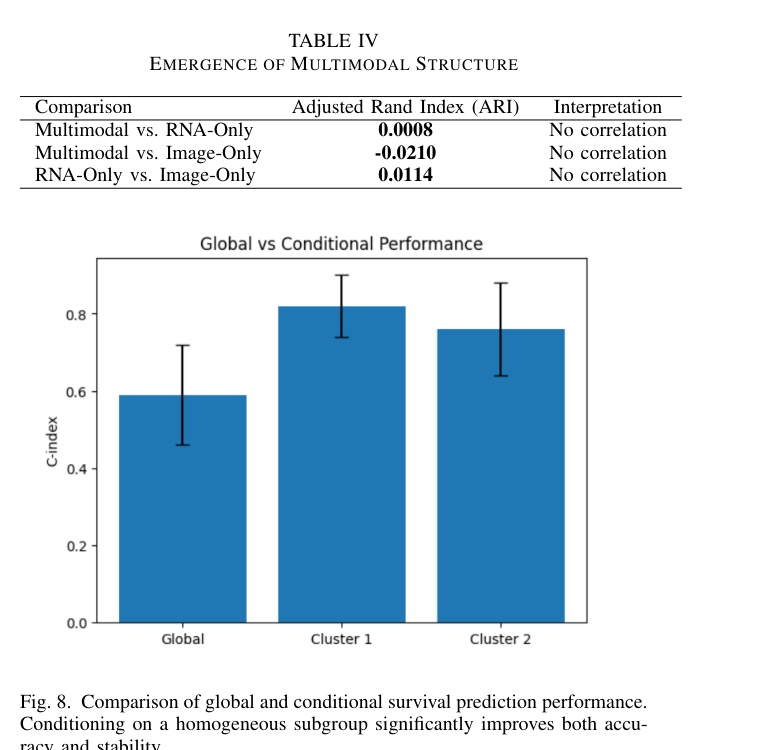 TABLE IV
EMERGENCE OF MULTIMODAL STRUCTURE
Comparison Adjusted Rand Index (ARI) Interpretation
Multimodal vs. RNA-Only 0.0008 No correlation
Multimodal vs. Image-Only -0.0210 No correlation
RNA-Only vs. Image-Only 0.0114 No correlation
Global vs Conditional Performance
C-index
0.8
0.6
0.4
0.2
0.0
Global Cluster 1 Cluster 2
Fig. 8. Comparison of global and conditional survival prediction performance.
Conditioning on a homogeneous subgroup significantly improves both accu-
racy and stability.